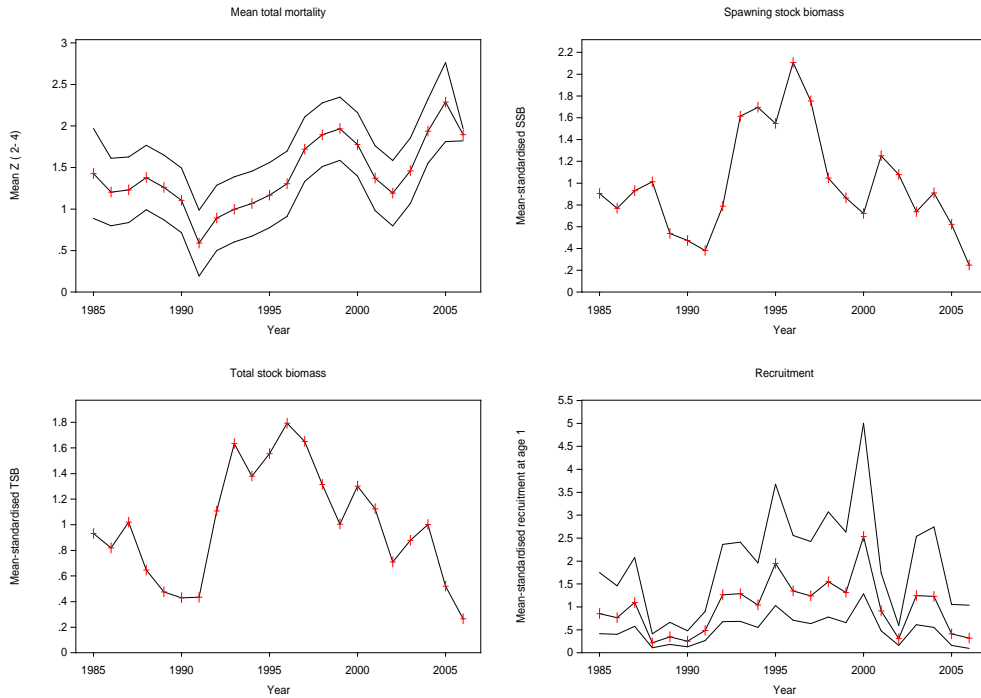 Mean total mortality
Mean Z ( 2- 4)
3
2.5
2
1.5
1
.5
0
1985 1990 1995 2000 2005
Year
Spawning stock biomass
Mean-standardised SSB
2.2
2
1.8
1.6
1.4
1.2
1
.8
.6
.4
.2
0
1985 1990 1995 2000 2005
Year
Total stock biomass
Mean-standardised TSB
1.8
1.6
1.4
1.2
1
.8
.6
.4
.2
0
1985 1990 1995 2000 2005
Year
Recruitment
Mean-standardised recruitment at age 1
5.5
5
4.5
4
3.5
3
2.5
2
1.5
1
.5
0
1985 1990 1995 2000 2005
Year